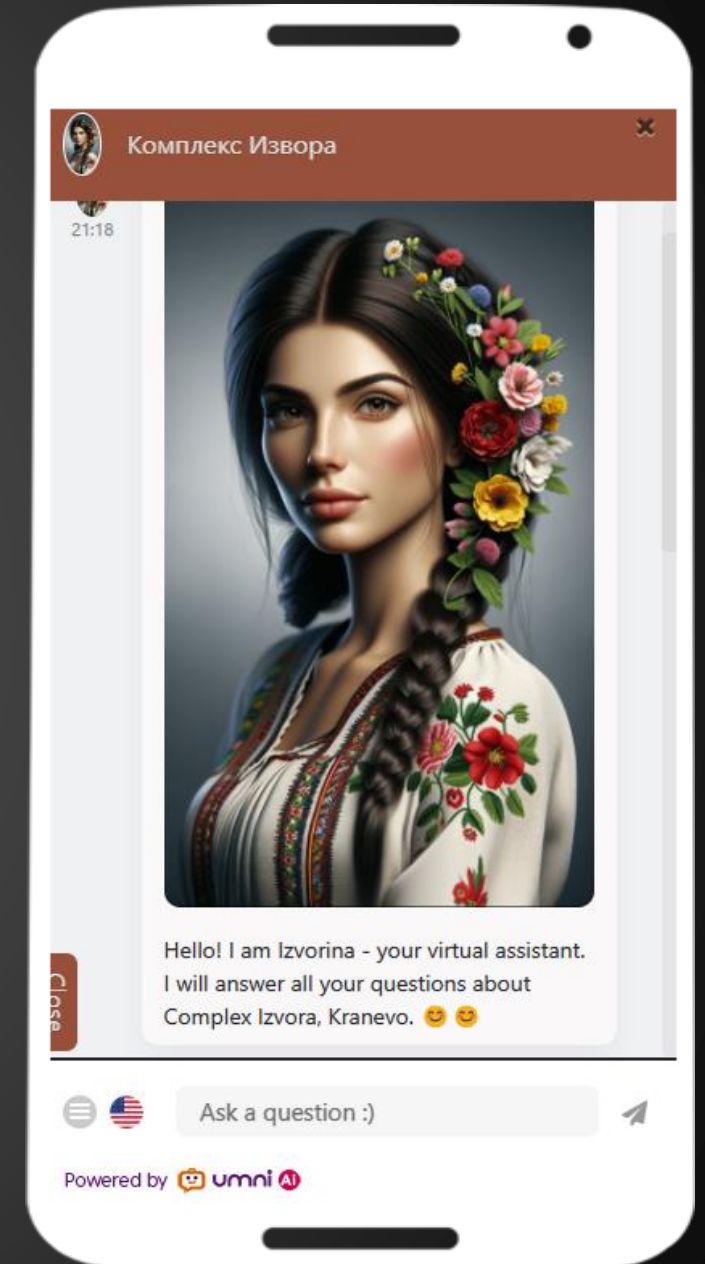 Комплекс Извора
21:18
Hello! I am Izvorina - your virtual assistant.
I will answer all your questions about
Complex Izvora, Kranevo. 😊 😊
Close
Ask a question :)
Powered by umni AI